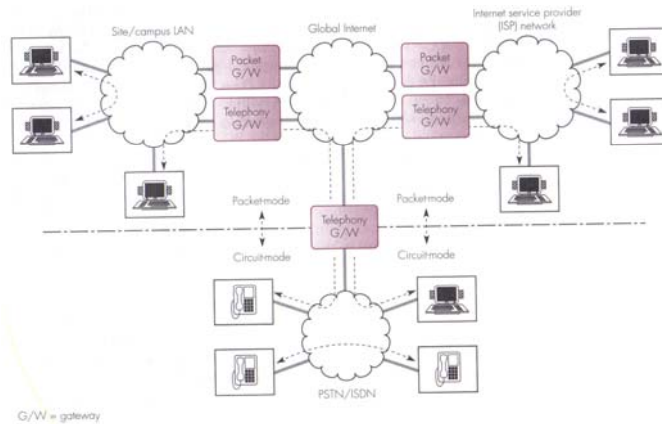 Site/campus LAN
Global Internet
Internet service provider
(ISP) network
Packet
G/W
Packet
G/W
Telephony
G/W
Telephony
G/W
Packet-mode
Packet-mode
Telephony
G/W
Circuit-mode
Circuit-mode
PSTN/ISDN
G/W = gateway